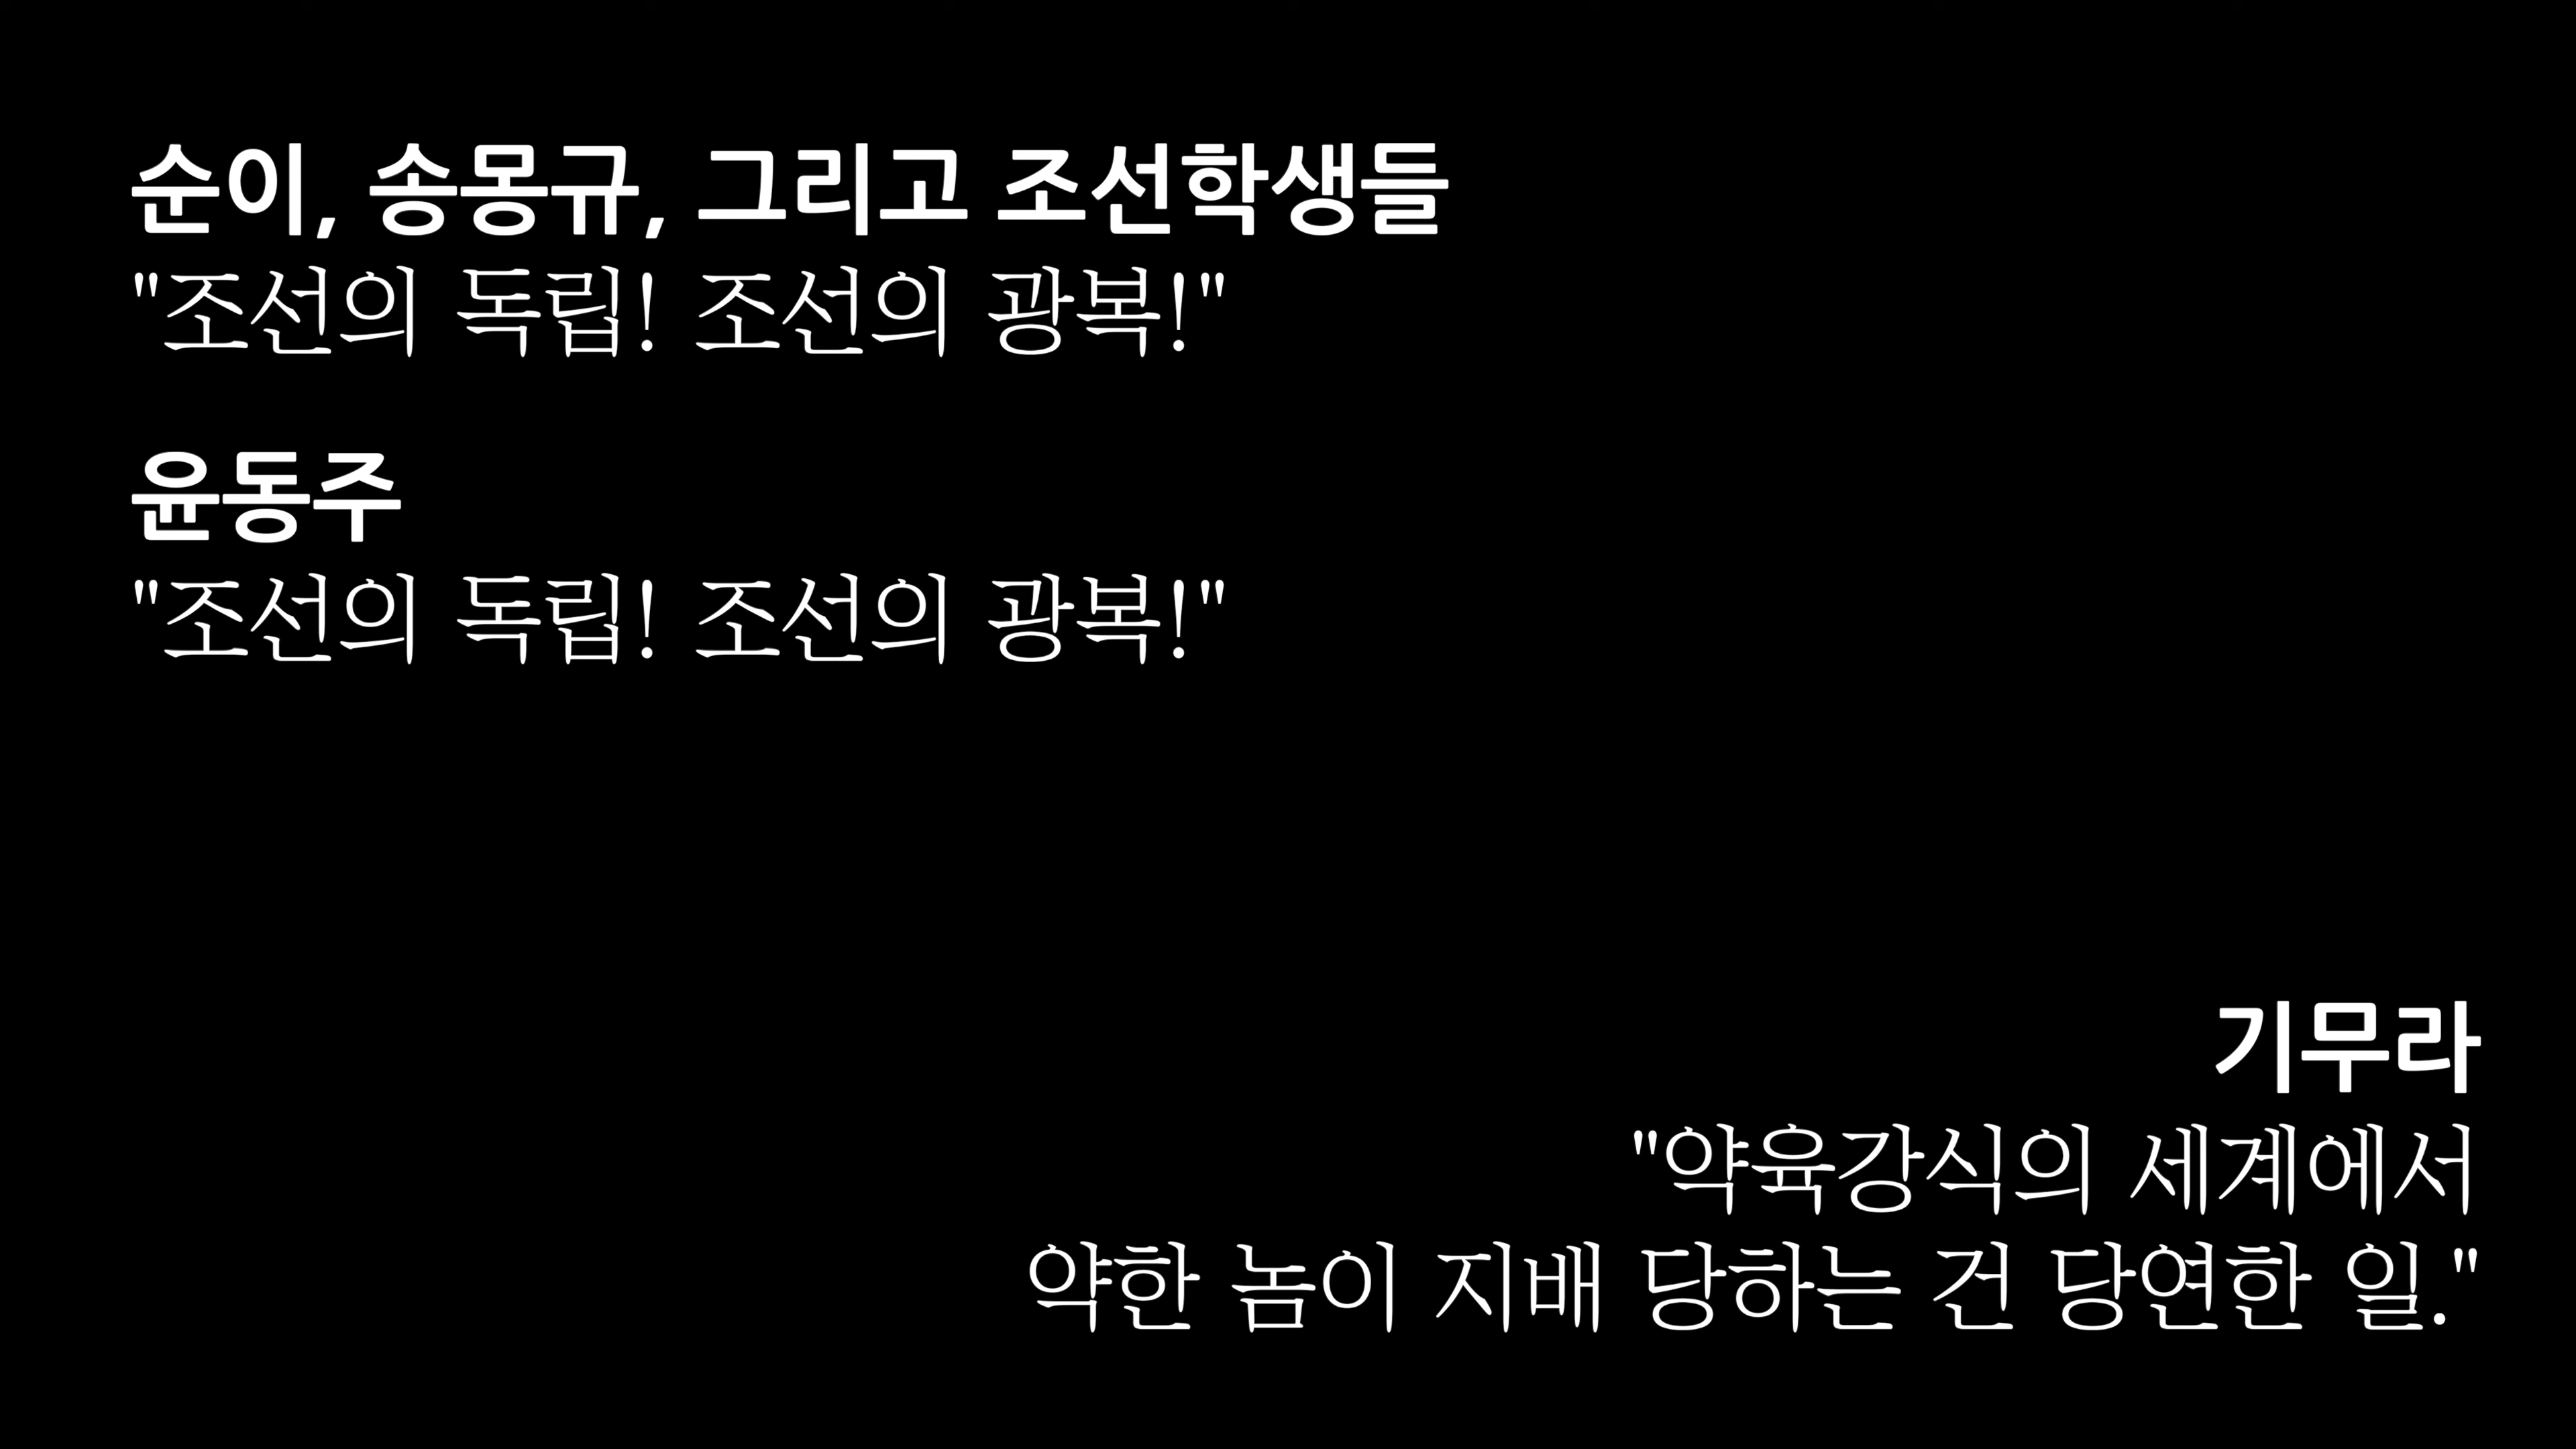 순이, 송몽규, 그리고 조선학생들
"조선의 독립! 조선의 광복!"
윤동주
"조선의 독립! 조선의 광복!"
기무라
"약육강식의 세계에서
약한 놈이 지배 당하는 건 당연한 일."